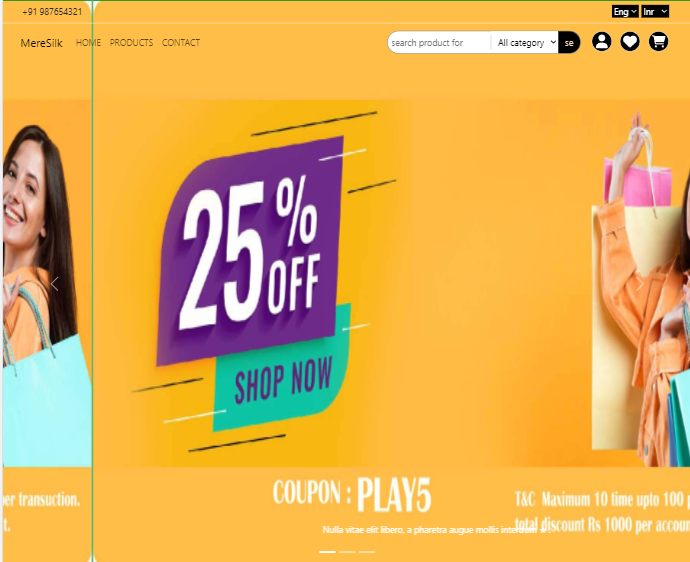 +91 987654321
Eng
Inr
MereSilk HOME PRODUCTS CONTACT
search product for
All category
se
25% OFF
SHOP NOW
COUPON : PLAY5
T&C Maximum 10 time upto 100 p
total discount Rs 1000 per accoun
per transuction.
t.
Nulla vitae elit libero, a pharetra augue mollis